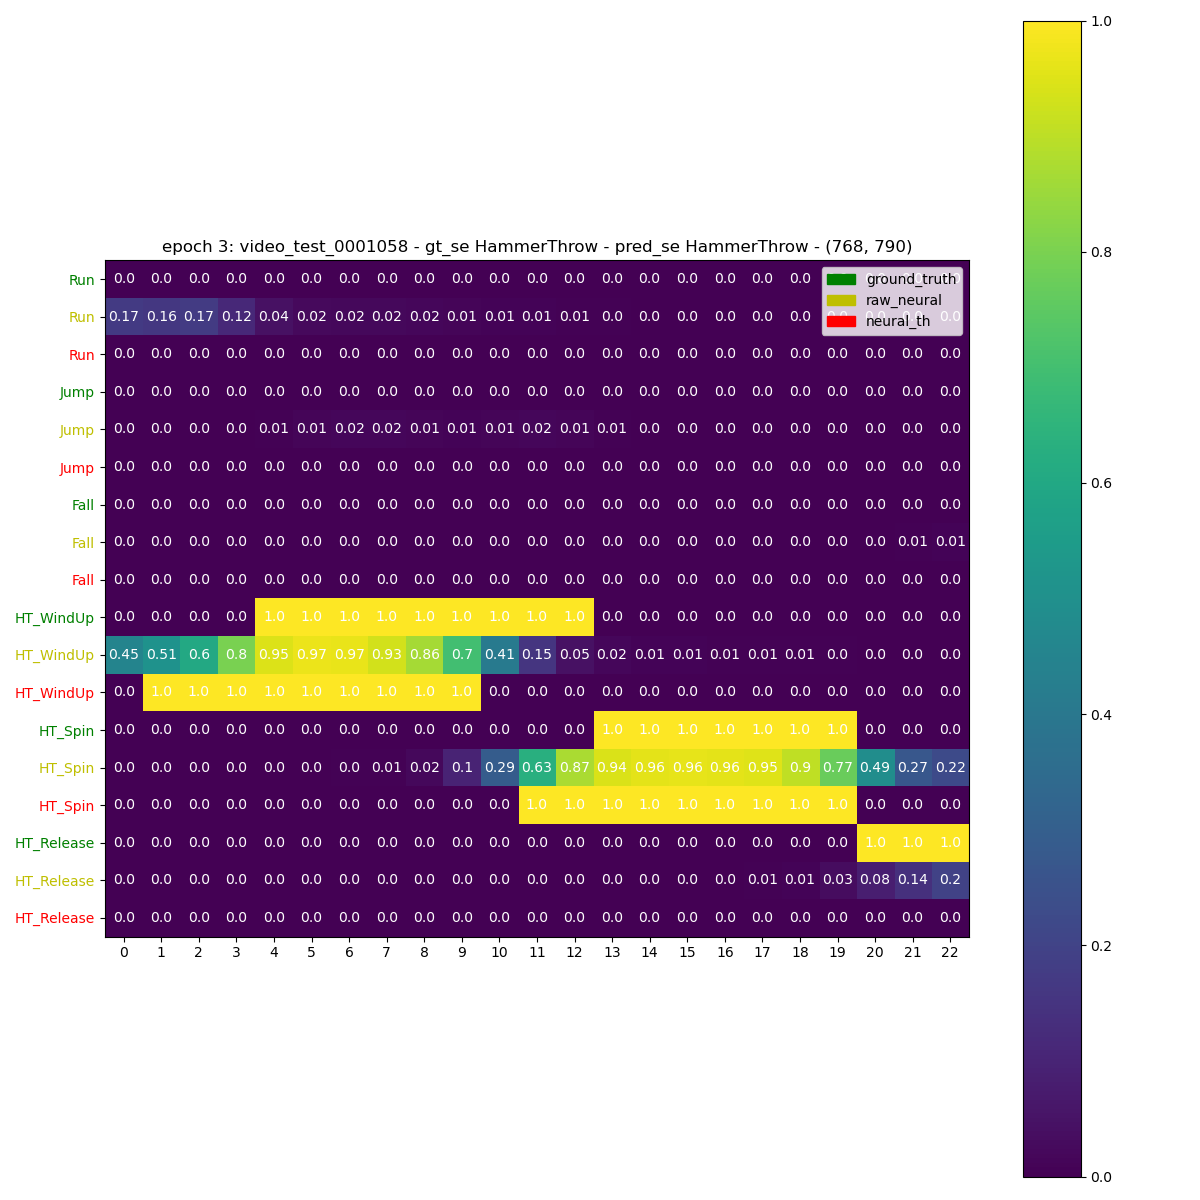 epoch 3: video_test_0001058 - gt_se HammerThrow - pred_se HammerThrow - (768, 790)
ground_truth
raw_neural
neural_th
Run 0.0 0.0 0.0 0.0 0.0 0.0 0.0 0.0 0.0 0.0 0.0 0.0 0.0 0.0 0.0 0.0 0.0 0.0 0.0
Run 0.17 0.16 0.17 0.12 0.04 0.02 0.02 0.02 0.02 0.01 0.01 0.01 0.01 0.0 0.0 0.0 0.0 0.0 0.0 0.0 0.0 0.0 0.0
Run 0.0 0.0 0.0 0.0 0.0 0.0 0.0 0.0 0.0 0.0 0.0 0.0 0.0 0.0 0.0 0.0 0.0 0.0 0.0 0.0 0.0 0.0 0.0
Jump 0.0 0.0 0.0 0.0 0.0 0.0 0.0 0.0 0.0 0.0 0.0 0.0 0.0 0.0 0.0 0.0 0.0 0.0 0.0 0.0 0.0 0.0 0.0
Jump 0.0 0.0 0.0 0.0 0.01 0.01 0.02 0.02 0.01 0.01 0.01 0.02 0.01 0.01 0.0 0.0 0.0 0.0 0.0 0.0 0.0 0.0 0.0
Jump 0.0 0.0 0.0 0.0 0.0 0.0 0.0 0.0 0.0 0.0 0.0 0.0 0.0 0.0 0.0 0.0 0.0 0.0 0.0 0.0 0.0 0.0 0.0
Fall 0.0 0.0 0.0 0.0 0.0 0.0 0.0 0.0 0.0 0.0 0.0 0.0 0.0 0.0 0.0 0.0 0.0 0.0 0.0 0.0 0.0 0.0 0.0
Fall 0.0 0.0 0.0 0.0 0.0 0.0 0.0 0.0 0.0 0.0 0.0 0.0 0.0 0.0 0.0 0.0 0.0 0.0 0.0 0.0 0.0 0.01 0.01
Fall 0.0 0.0 0.0 0.0 0.0 0.0 0.0 0.0 0.0 0.0 0.0 0.0 0.0 0.0 0.0 0.0 0.0 0.0 0.0 0.0 0.0 0.0 0.0
HT_WindUp 0.0 0.0 0.0 0.0 1.0 1.0 1.0 1.0 1.0 1.0 1.0 1.0 1.0 0.0 0.0 0.0 0.0 0.0 0.0 0.0 0.0 0.0 0.0
HT_WindUp 0.45 0.51 0.6 0.8 0.95 0.97 0.97 0.93 0.86 0.7 0.41 0.15 0.05 0.02 0.01 0.01 0.01 0.01 0.01 0.0 0.0 0.0 0.0
HT_WindUp 0.0 1.0 1.0 1.0 1.0 1.0 1.0 1.0 1.0 1.0 0.0 0.0 0.0 0.0 0.0 0.0 0.0 0.0 0.0 0.0 0.0 0.0 0.0
HT_Spin 0.0 0.0 0.0 0.0 0.0 0.0 0.0 0.0 0.0 0.0 0.0 0.0 0.0 1.0 1.0 1.0 1.0 1.0 1.0 1.0 0.0 0.0 0.0
HT_Spin 0.0 0.0 0.0 0.0 0.0 0.0 0.0 0.01 0.02 0.1 0.29 0.63 0.87 0.94 0.96 0.96 0.96 0.95 0.9 0.77 0.49 0.27 0.22
HT_Spin 0.0 0.0 0.0 0.0 0.0 0.0 0.0 0.0 0.0 0.0 0.0 1.0 1.0 1.0 1.0 1.0 1.0 1.0 1.0 1.0 0.0 0.0 0.0
HT_Release 0.0 0.0 0.0 0.0 0.0 0.0 0.0 0.0 0.0 0.0 0.0 0.0 0.0 0.0 0.0 0.0 0.0 0.0 0.0 0.0 1.0 1.0 1.0
HT_Release 0.0 0.0 0.0 0.0 0.0 0.0 0.0 0.0 0.0 0.0 0.0 0.0 0.0 0.0 0.0 0.0 0.0 0.01 0.01 0.03 0.08 0.14 0.2
HT_Release 0.0 0.0 0.0 0.0 0.0 0.0 0.0 0.0 0.0 0.0 0.0 0.0 0.0 0.0 0.0 0.0 0.0 0.0 0.0 0.0 0.0 0.0 0.0
0 1 2 3 4 5 6 7 8 9 10 11 12 13 14 15 16 17 18 19 20 21 22
1.0
0.8
0.6
0.4
0.2
0.0